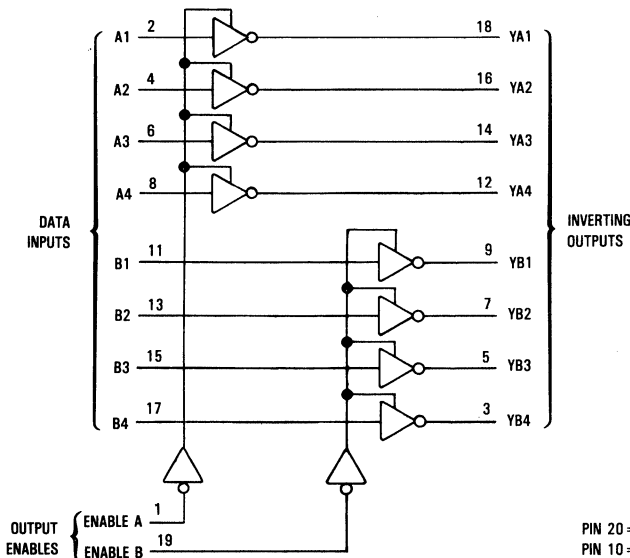 A1 2 18 YA1
A2 4 16 YA2
A3 6 14 YA3
A4 8 12 YA4
DATA
INPUTS
INVERTING
OUTPUTS
B1 11 9 YB1
B2 13 7 YB2
B3 15 5 YB3
B4 17 3 YB4
OUTPUT
ENABLES
ENABLE A 1
ENABLE B 19
PIN 20 =
PIN 10 =